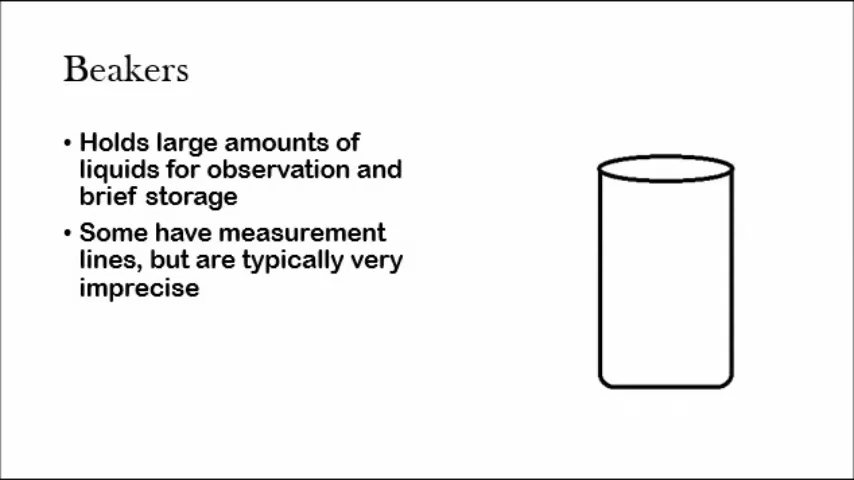 Beakers
• Holds large amounts of
liquids for observation and
brief storage
• Some have measurement
lines, but are typically very
imprecise